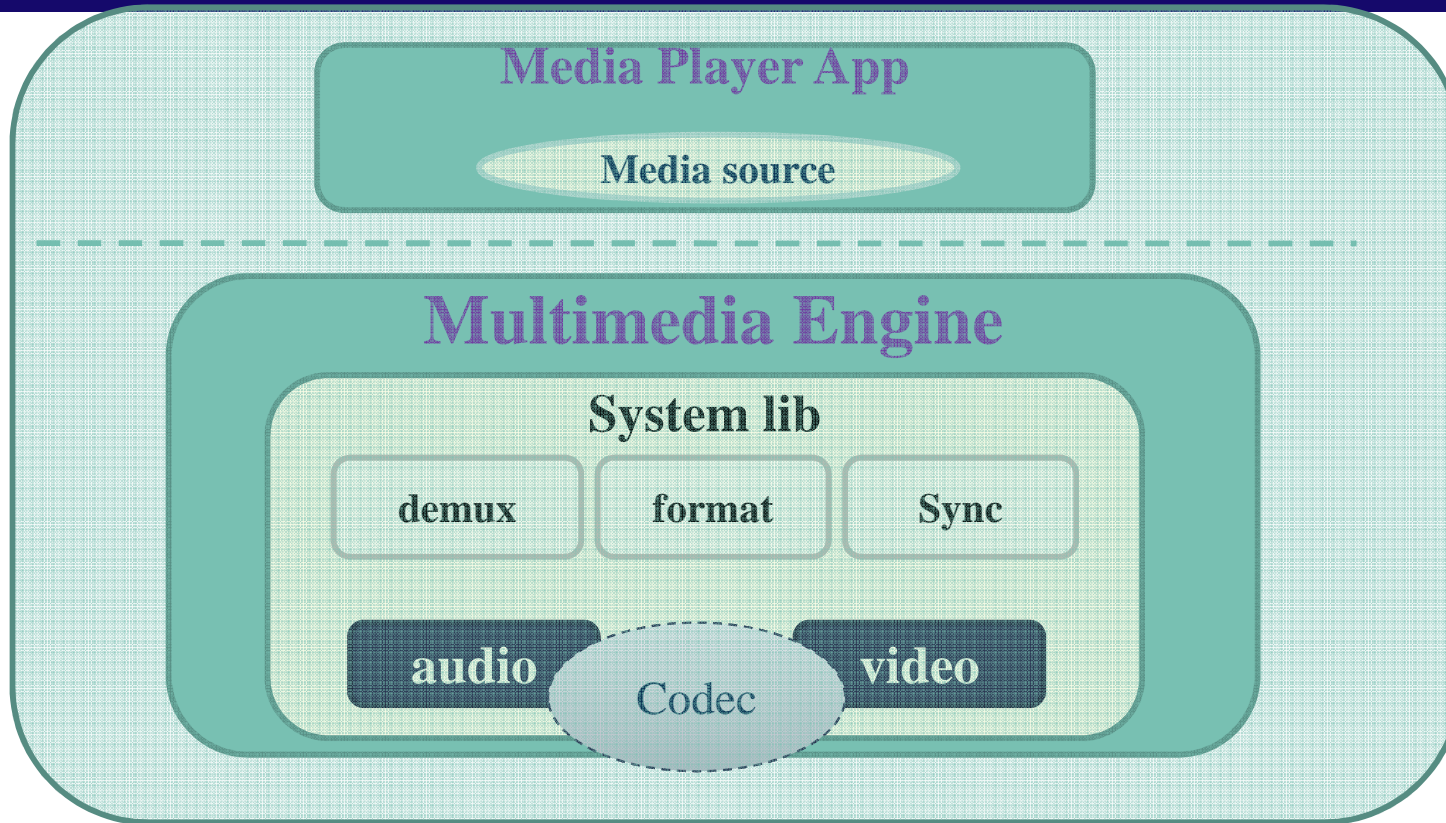 Media Player App
Media source
Multimedia Engine
System lib
demux format Sync
audio Codec video